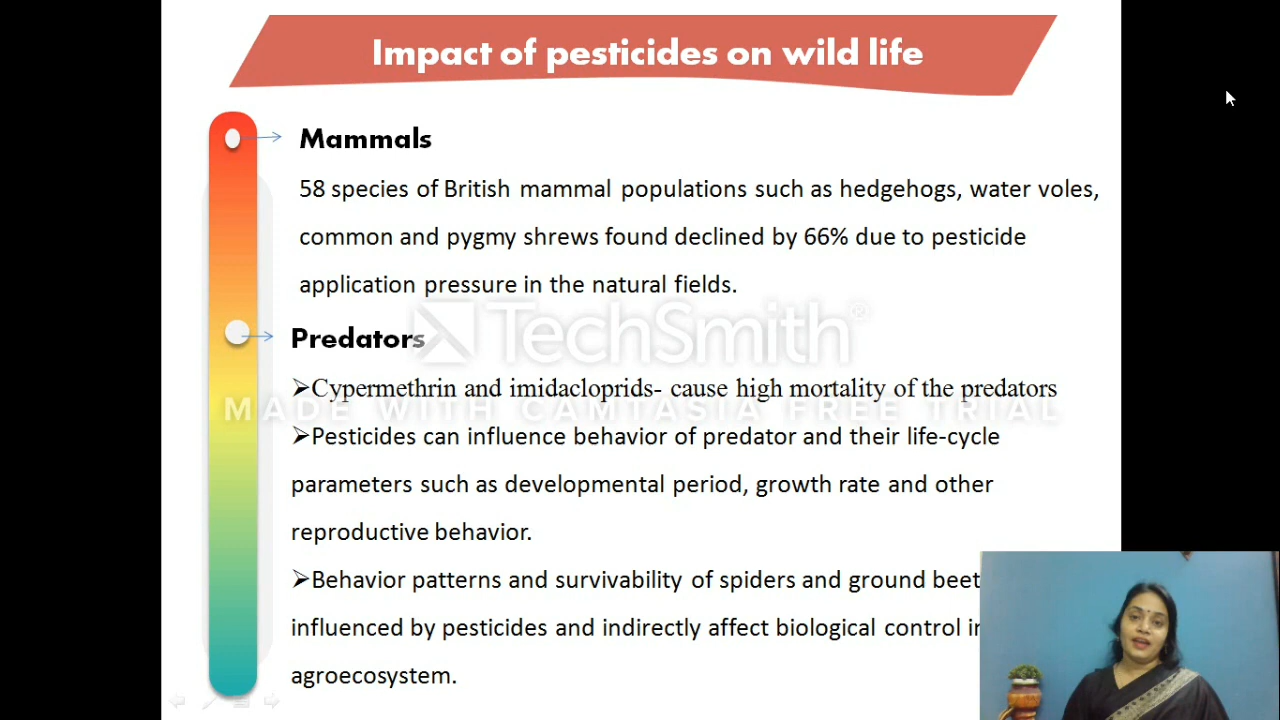 Impact of pesticides on wild life
Mammals
58 species of British mammal populations such as hedgehogs, water voles,
common and pygmy shrews found declined by 66% due to pesticide
application pressure in the natural fields.
TechSmith®
Predators
➢Cypermethrin and imidacloprids- cause high mortality of the predators
MADE WITH CAMTASIA FREE TRIAL
➢Pesticides can influence behavior of predator and their life-cycle
parameters such as developmental period, growth rate and other
reproductive behavior.
➢Behavior patterns and survivability of spiders and ground
influenced by pesticides and indirectly affect biological control
agroecosystem.